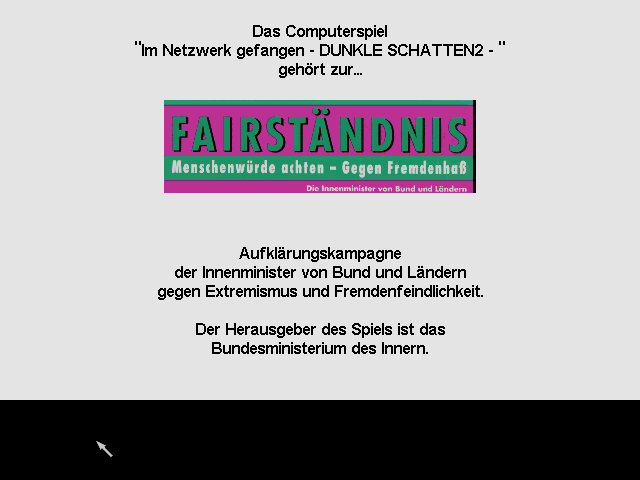 Das Computerspiel
"Im Netzwerk gefangen - DUNKLE SCHATTEN2 - "
gehört zur...
FAIRSTÄNDNIS
Menschenwürde achten – Gegen Fremdenhaß
Die Innenminister von Bund und Ländern
Aufklärungskampagne
der Innenminister von Bund und Ländern
gegen Extremismus und Fremdenfeindlichkeit.
Der Herausgeber des Spiels ist das
Bundesministerium des Innern.